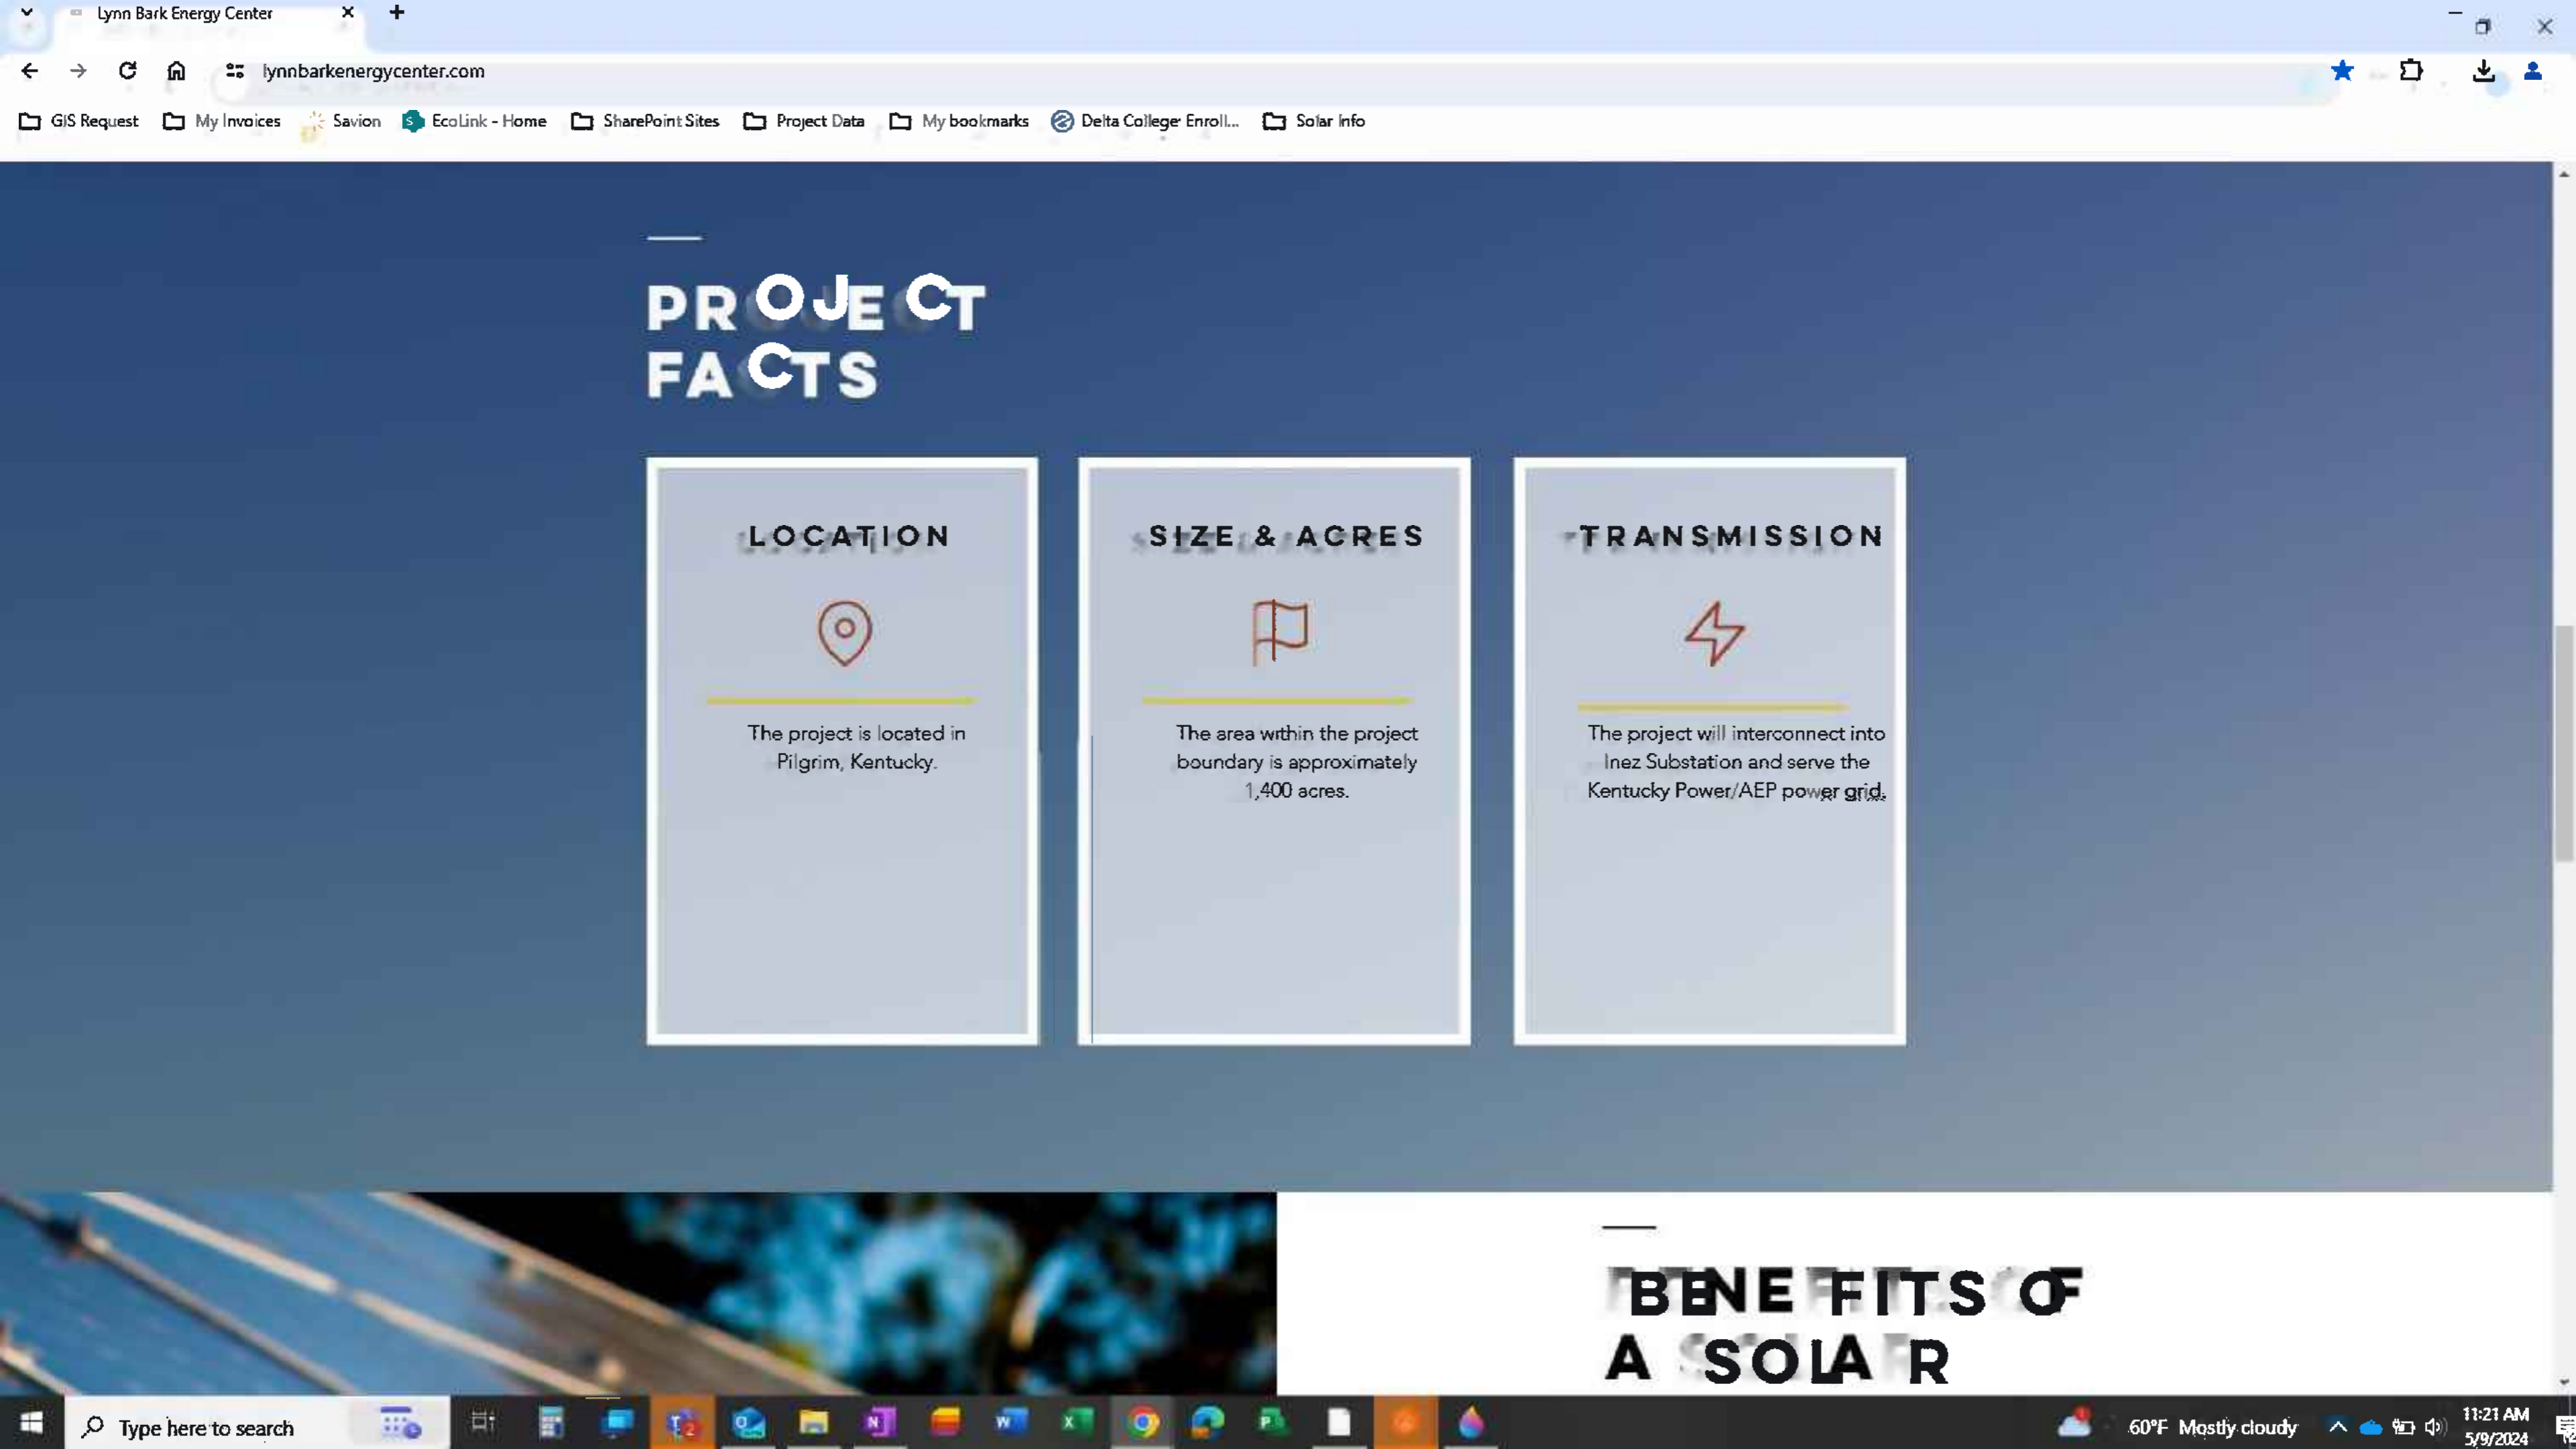 Lynn Bark Energy Center
lynnbarkenergycenter.com
GIS Request My Invoices Savion EcoLink - Home SharePoint Sites Project Data My bookmarks Delta College Enroll... Solar Info
PROJECT
FACTS
LOCATION
The project is located in
Pilgrim, Kentucky.
SIZE & ACRES
The area within the project
boundary is approximately
1,400 acres.
TRANSMISSION
The project will interconnect into
Inez Substation and serve the
Kentucky Power/AEP power grid.
BENEFITS OF
A SOLAR
Type here to search
60°F Mostly cloudy
11:21 AM
5/9/2024